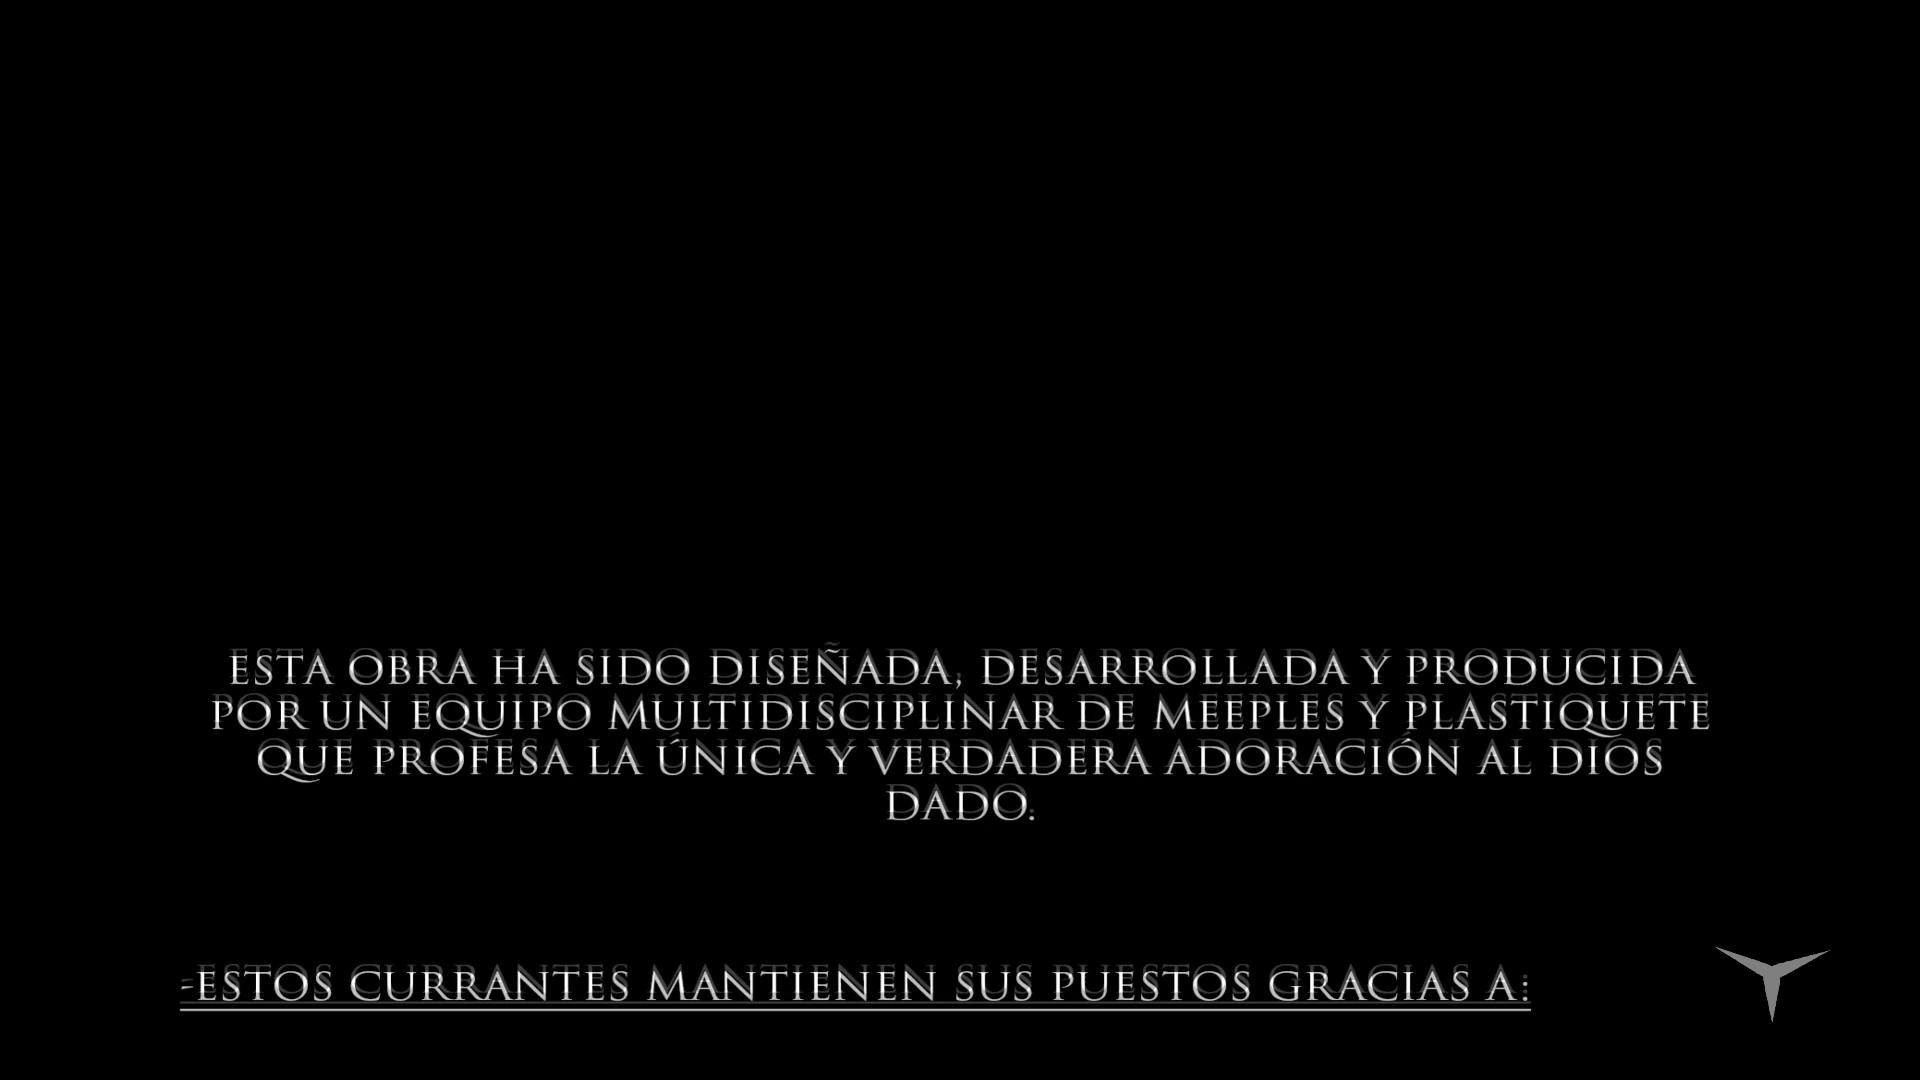 ESTA OBRA HA SIDO DISEÑADA, DESARROLLADA Y PRODUCIDA
POR UN EQUIPO MULTIDISCIPLINAR DE MEEPLES Y PLASTIQUETE
QUE PROFESA LA ÚNICA Y VERDADERA ADORACIÓN AL DIOS
DADO.
-ESTOS CURRANTES MANTIENEN SUS PUESTOS GRACIAS A: